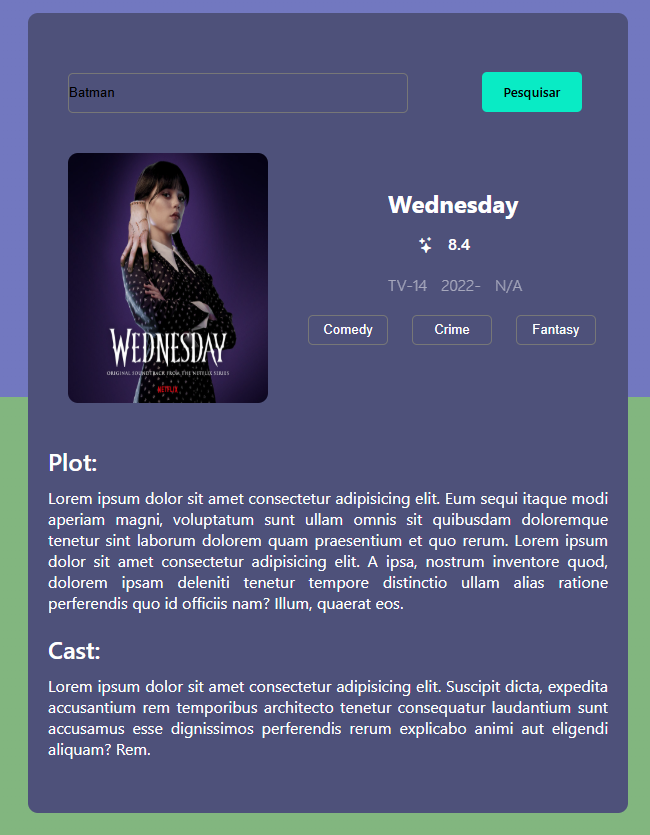 Batman
Pesquisar
Wednesday
8.4
TV-14 2022- N/A
Comedy Crime Fantasy
WEDNESDAY
ORIGINAL SOUNDTRACK FROM THE NETFLIX SERIES
NETFLIX
Plot:
Lorem ipsum dolor sit amet consectetur adipisicing elit. Eum sequi itaque modi
aperiam magni, voluptatum sunt ullam omnis sit quibusdam doloremque
tenetur sint laborum dolorem quam praesentium et quo rerum. Lorem ipsum
dolor sit amet consectetur adipisicing elit. A ipsa, nostrum inventore quod,
dolorem ipsam deleniti tenetur tempore distinctio ullam alias ratione
perferendis quo id officiis nam? Illum, quaerat eos.
Cast:
Lorem ipsum dolor sit amet consectetur adipisicing elit. Suscipit dicta, expedita
accusantium rem temporibus architecto tenetur consequatur laudantium sunt
accusamus esse dignissimos perferendis rerum explicabo animi aut eligendi
aliquam? Rem.